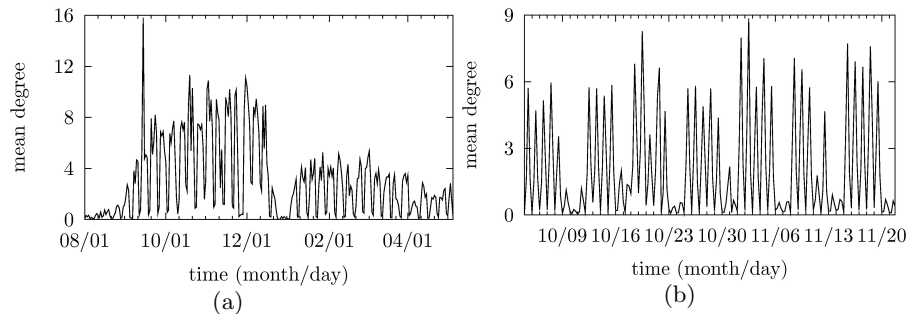 mean degree
16
12
8
4
0
08/01 10/01 12/01 02/01 04/01
time (month/day)
(a)
mean degree
9
6
3
0
10/09 10/16 10/23 10/30 11/06 11/13 11/20
time (month/day)
(b)